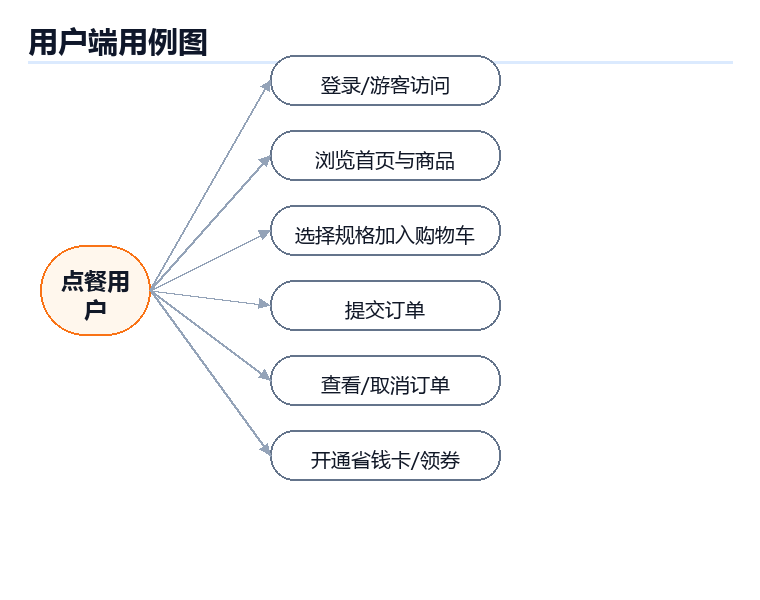 用户端用例图
登录/游客访问
浏览首页与商品
选择规格加入购物车
点餐用
户
提交订单
查看/取消订单
开通省钱卡/领券